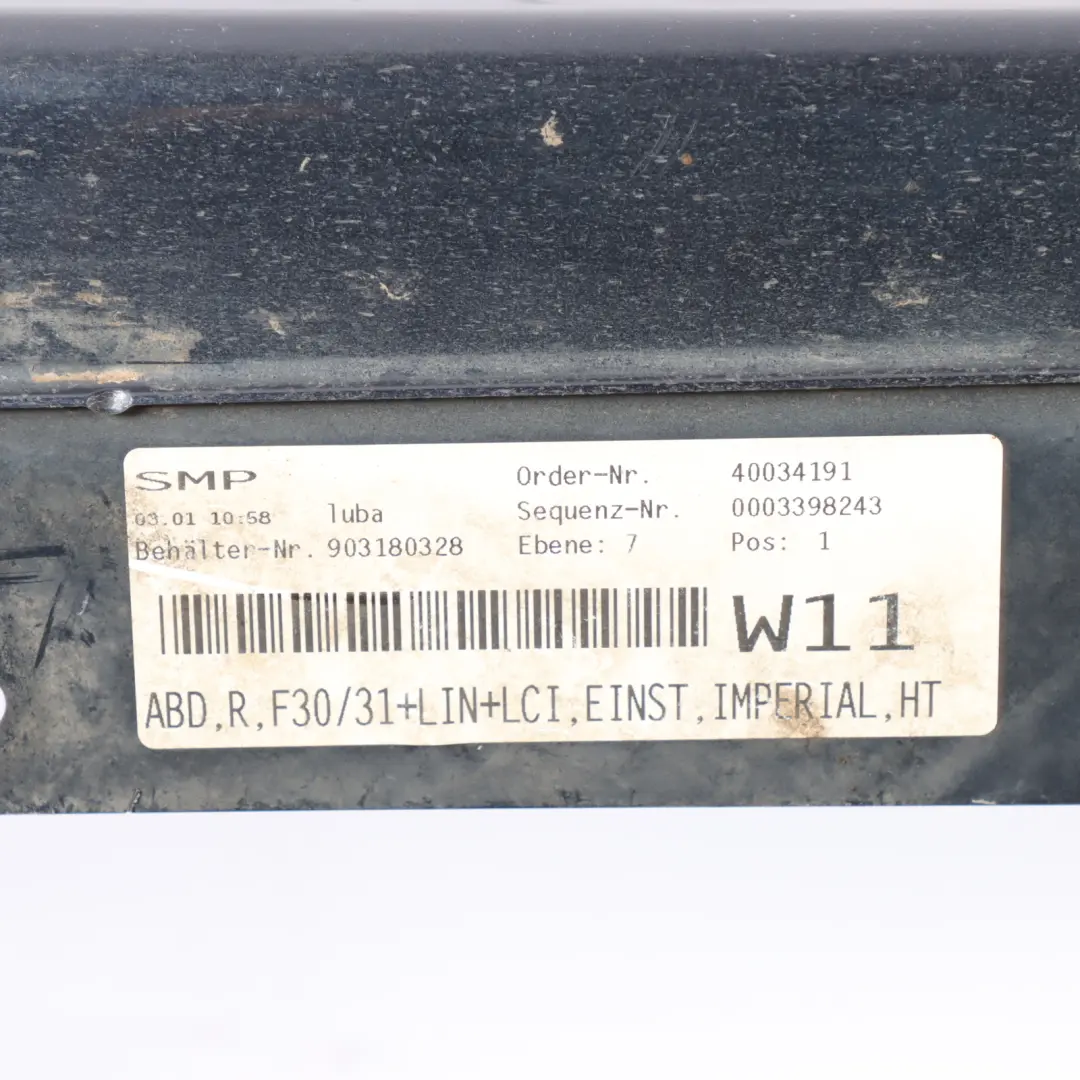 SMP Order-Nr. 40034191
03.01 10:58 luba Sequenz-Nr. 0003398243
Behälter-Nr. 903180328 Ebene: 7 Pos: 1
W11
ABD,R,F30/31+LIN+LCI,EINST,IMPERIAL,HT